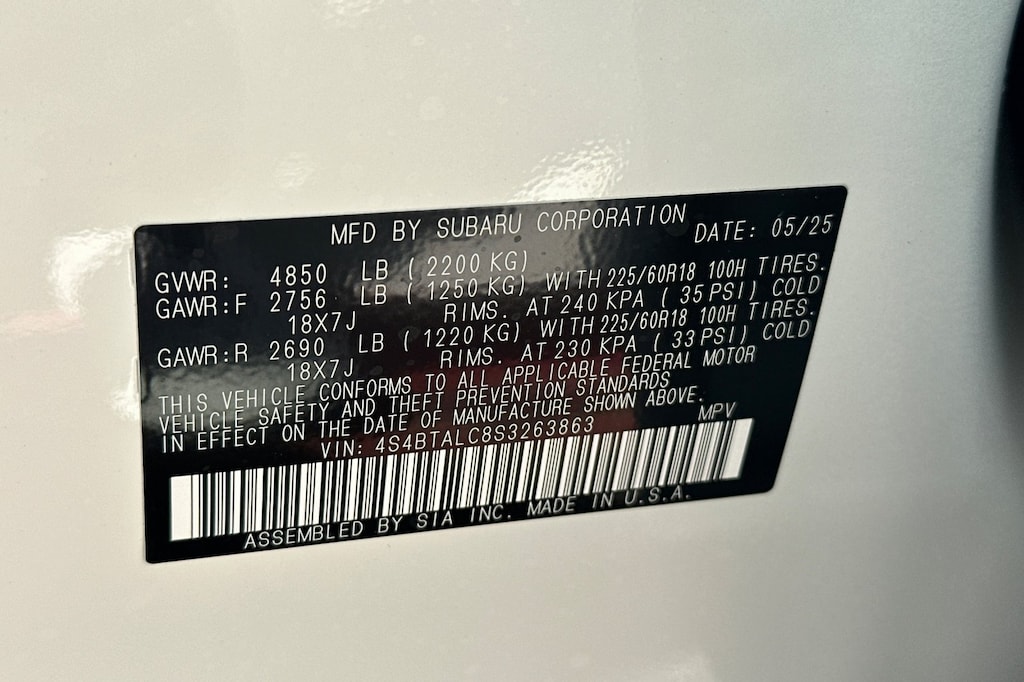 MFD BY SUBARU CORPORATION DATE: 05/25
GVWR: 4850 LB ( 2200 KG)
GAWR:F 2756 LB ( 1250 KG) WITH 225/60R18 100H TIRES.
18X7J RIMS. AT 240 KPA ( 35 PSI) COLD
GAWR:R 2690 LB ( 1220 KG) WITH 225/60R18 100H TIRES.
18X7J RIMS. AT 230 KPA ( 33 PSI) COLD
THIS VEHICLE CONFORMS TO ALL APPLICABLE FEDERAL MOTOR
VEHICLE SAFETY AND THEFT PREVENTION STANDARDS
IN EFFECT ON THE DATE OF MANUFACTURE SHOWN ABOVE.
VIN: 4S4BTALC8S3263863 MPV
ASSEMBLED BY SIA INC. MADE IN U.S.A.